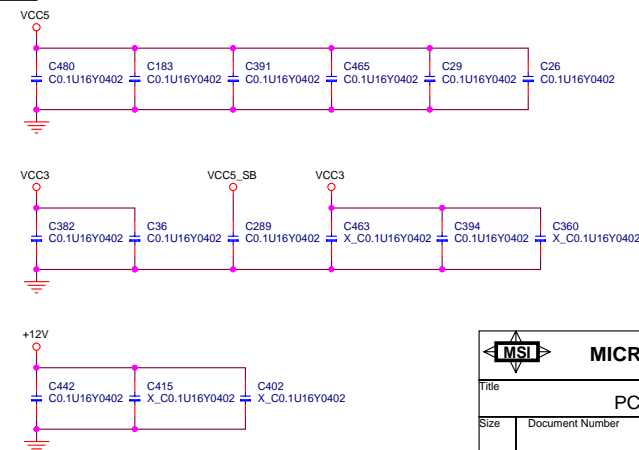 VCC5
C480 C183 C391 C465 C29 C26
C0.1U16Y0402 C0.1U16Y0402 C0.1U16Y0402 C0.1U16Y0402 C0.1U16Y0402 C0.1U16Y0402
VCC3 VCC5_SB VCC3
C382 C36 C289 C463 C394 C360
C0.1U16Y0402 C0.1U16Y0402 C0.1U16Y0402 X_C0.1U16Y0402 C0.1U16Y0402 X_C0.1U16Y0402
+12V
C442 C415 C402
C0.1U16Y0402 X_C0.1U16Y0402 X_C0.1U16Y0402
MSI MICR
Title
PC
Size Document Number